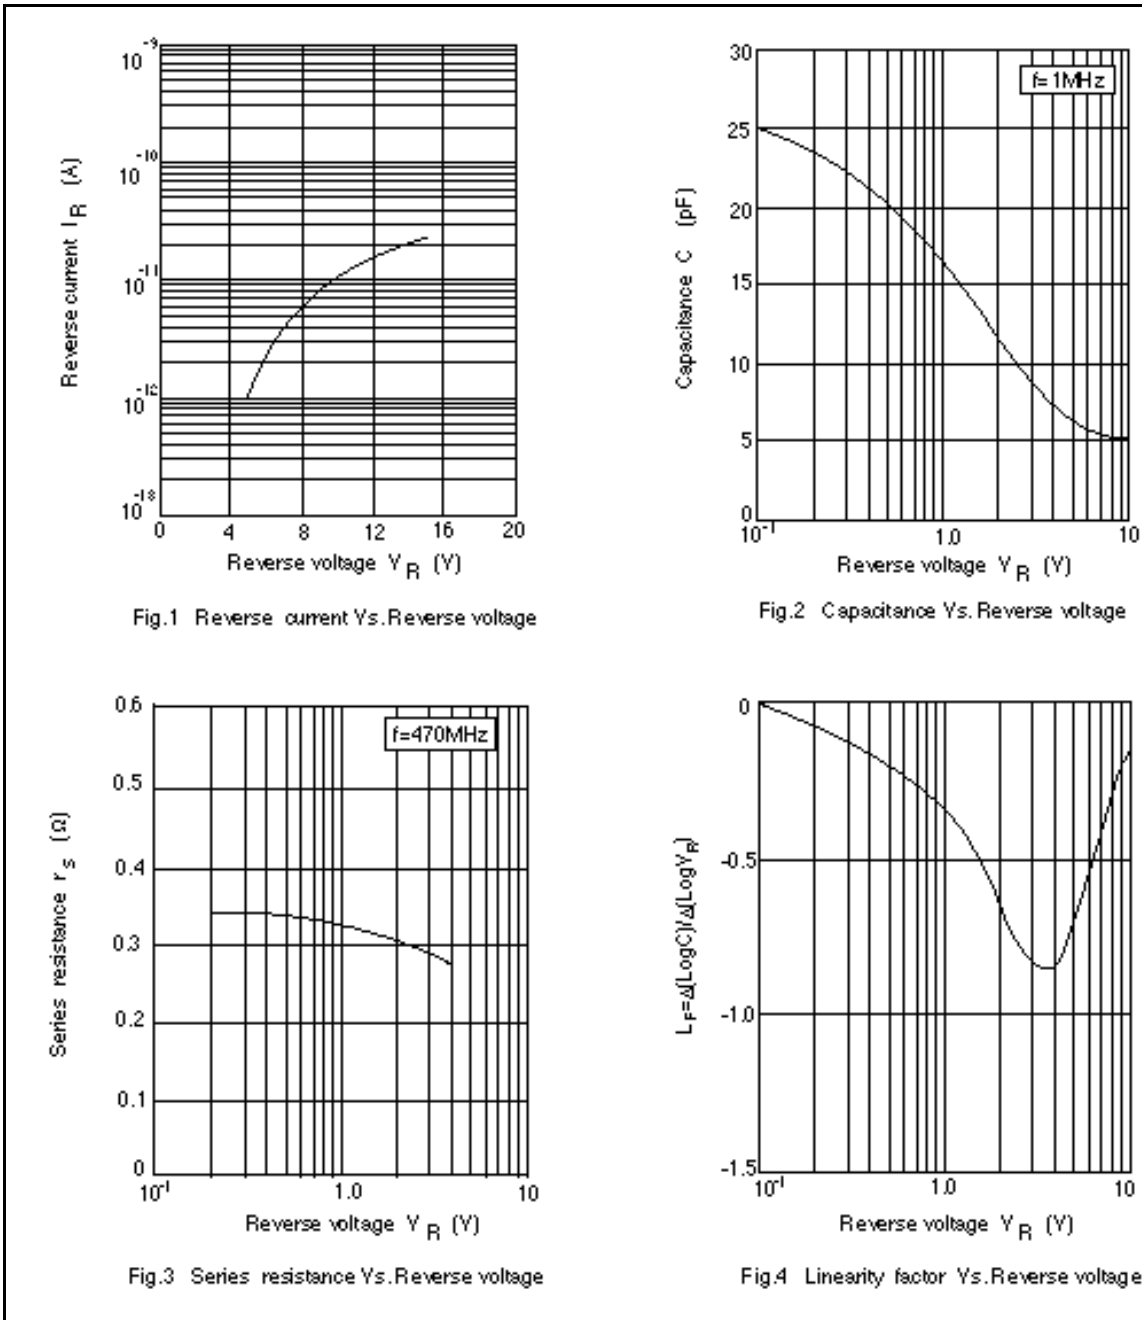 10⁻⁹
10⁻¹⁰
10⁻¹¹
10⁻¹²
10⁻¹³
0 4 8 12 16 20
Reverse current I_R (A)
Reverse voltage V_R (V)
Fig.1 Reverse current Vs. Reverse voltage
30
25
20
15
10
5
0
10⁻¹ 1.0 10
f=1MHz
Capacitance C (pF)
Reverse voltage V_R (V)
Fig.2 Capacitance Vs. Reverse voltage
0.6
0.5
0.4
0.3
0.2
0.1
0
10⁻¹ 1.0 10
f=470MHz
Series resistance r_s (Ω)
Reverse voltage V_R (V)
Fig.3 Series resistance Vs. Reverse voltage
0
-0.5
-1.0
-1.5
10⁻¹ 1.0 10
L_F=Δ(LogC)/Δ(LogV_R)
Reverse voltage V_R (V)
Fig.4 Linearity factor Vs. Reverse voltage